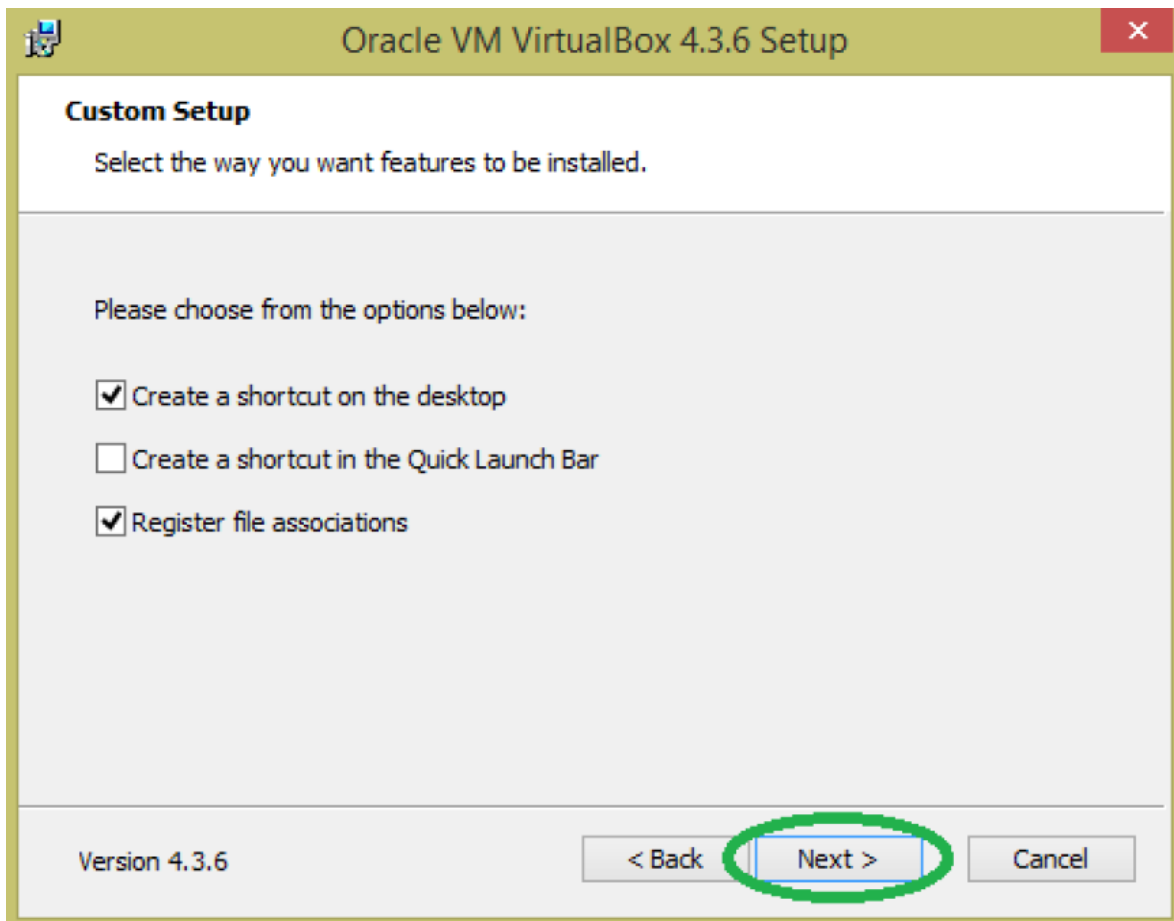 Oracle VM VirtualBox 4.3.6 Setup
Custom Setup
Select the way you want features to be installed.
Please choose from the options below:
Create a shortcut on the desktop
Create a shortcut in the Quick Launch Bar
Register file associations
Version 4.3.6
< Back
Next >
Cancel